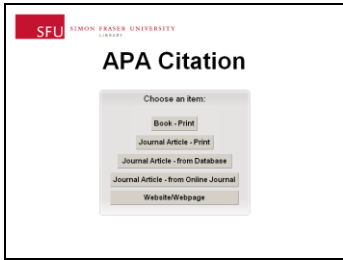 SFU
SIMON FRASER UNIVERSITY
LIBRARY
APA Citation
Choose an item:
Book - Print
Journal Article - Print
Journal Article - from Database
Journal Article - from Online Journal
Website/Webpage